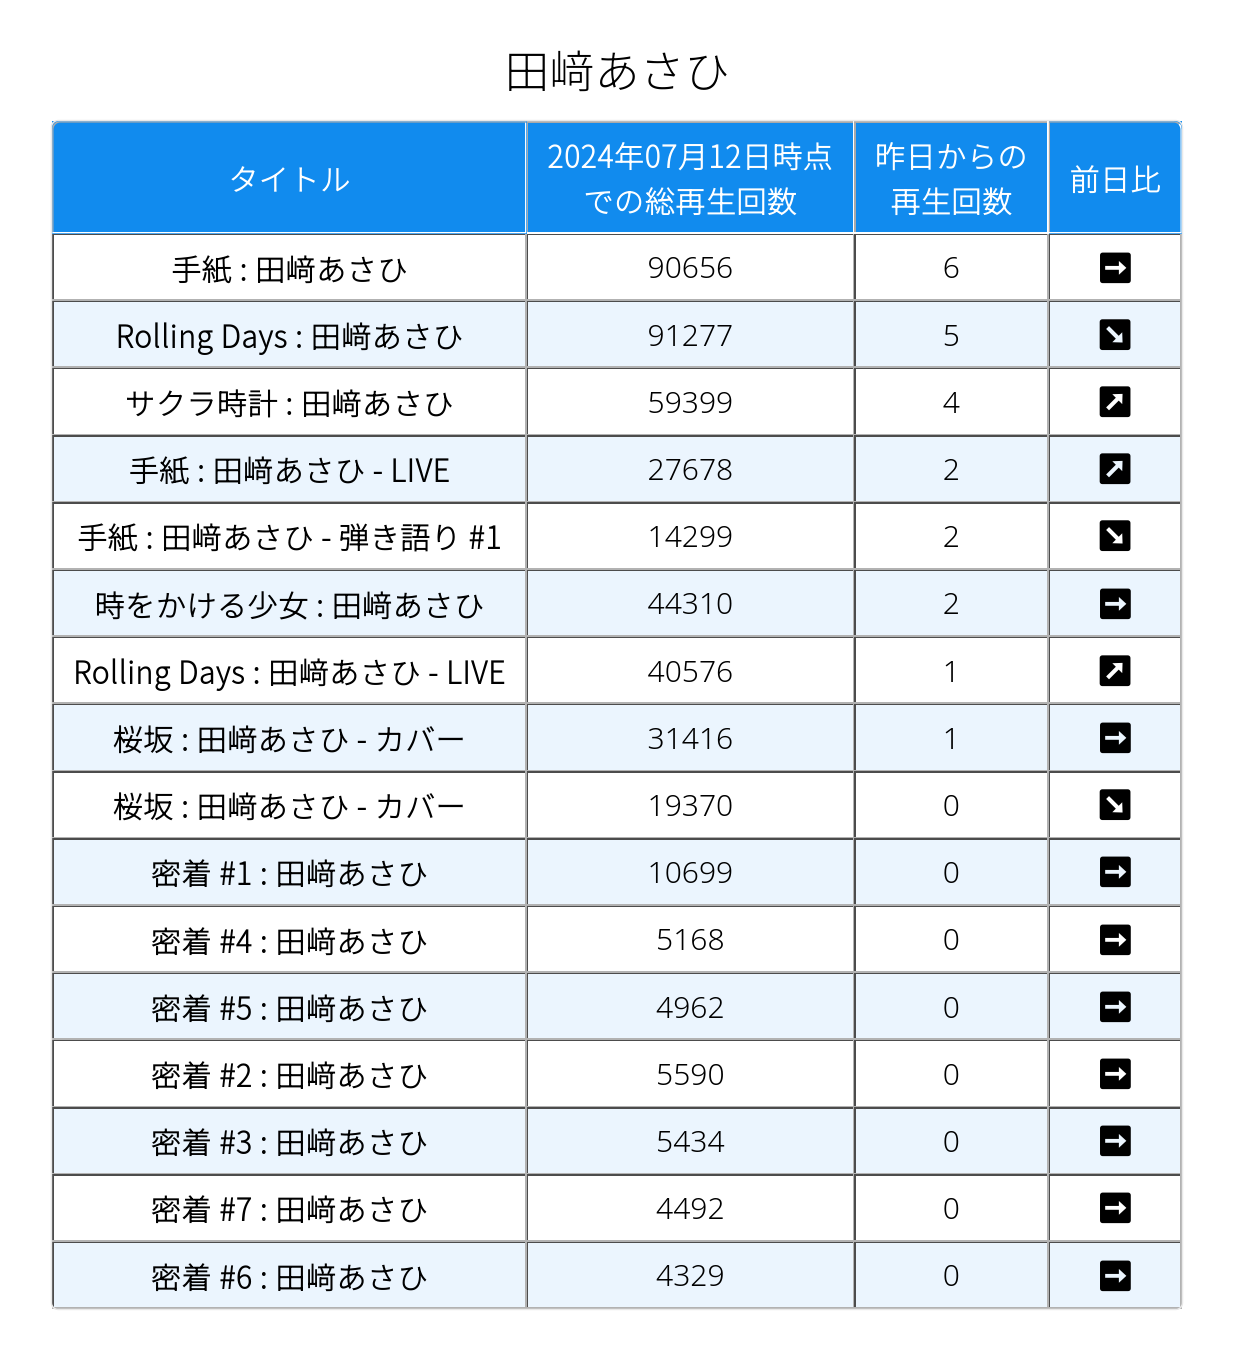 田﨑あさひ
タイトル
2024年07月12日時点
での総再生回数
昨日からの
再生回数
前日比
手紙 : 田﨑あさひ 90656 6 ➡
Rolling Days : 田﨑あさひ 91277 5 ↘
サクラ時計 : 田﨑あさひ 59399 4 ↗
手紙 : 田﨑あさひ - LIVE 27678 2 ↗
手紙 : 田﨑あさひ - 弾き語り #1 14299 2 ↘
時をかける少女 : 田﨑あさひ 44310 2 ➡
Rolling Days : 田﨑あさひ - LIVE 40576 1 ↗
桜坂 : 田﨑あさひ - カバー 31416 1 ➡
桜坂 : 田﨑あさひ - カバー 19370 0 ↘
密着 #1 : 田﨑あさひ 10699 0 ➡
密着 #4 : 田﨑あさひ 5168 0 ➡
密着 #5 : 田﨑あさひ 4962 0 ➡
密着 #2 : 田﨑あさひ 5590 0 ➡
密着 #3 : 田﨑あさひ 5434 0 ➡
密着 #7 : 田﨑あさひ 4492 0 ➡
密着 #6 : 田﨑あさひ 4329 0 ➡